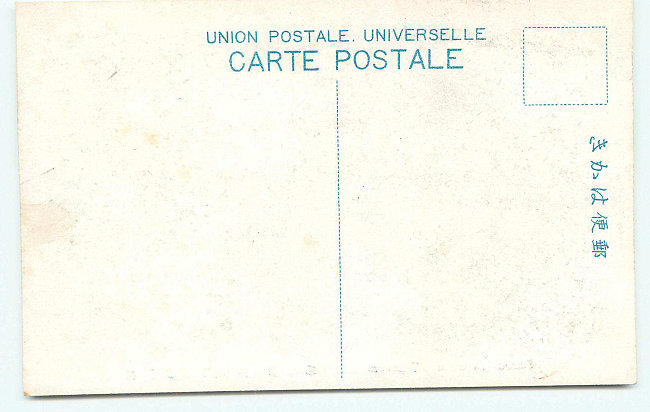 UNION POSTALE. UNIVERSELLE
CARTE POSTALE
郵便はかき